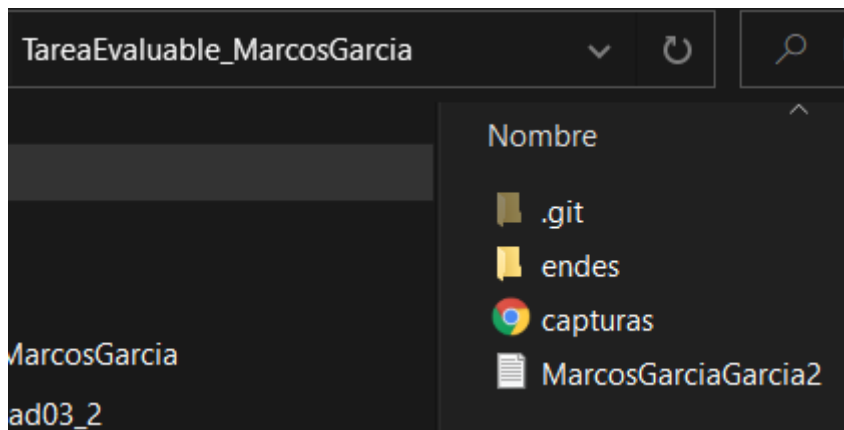 TareaEvaluable_MarcosGarcia
Nombre
.git
endes
capturas
MarcosGarciaGarcia2
MarcosGarcia
ad03_2